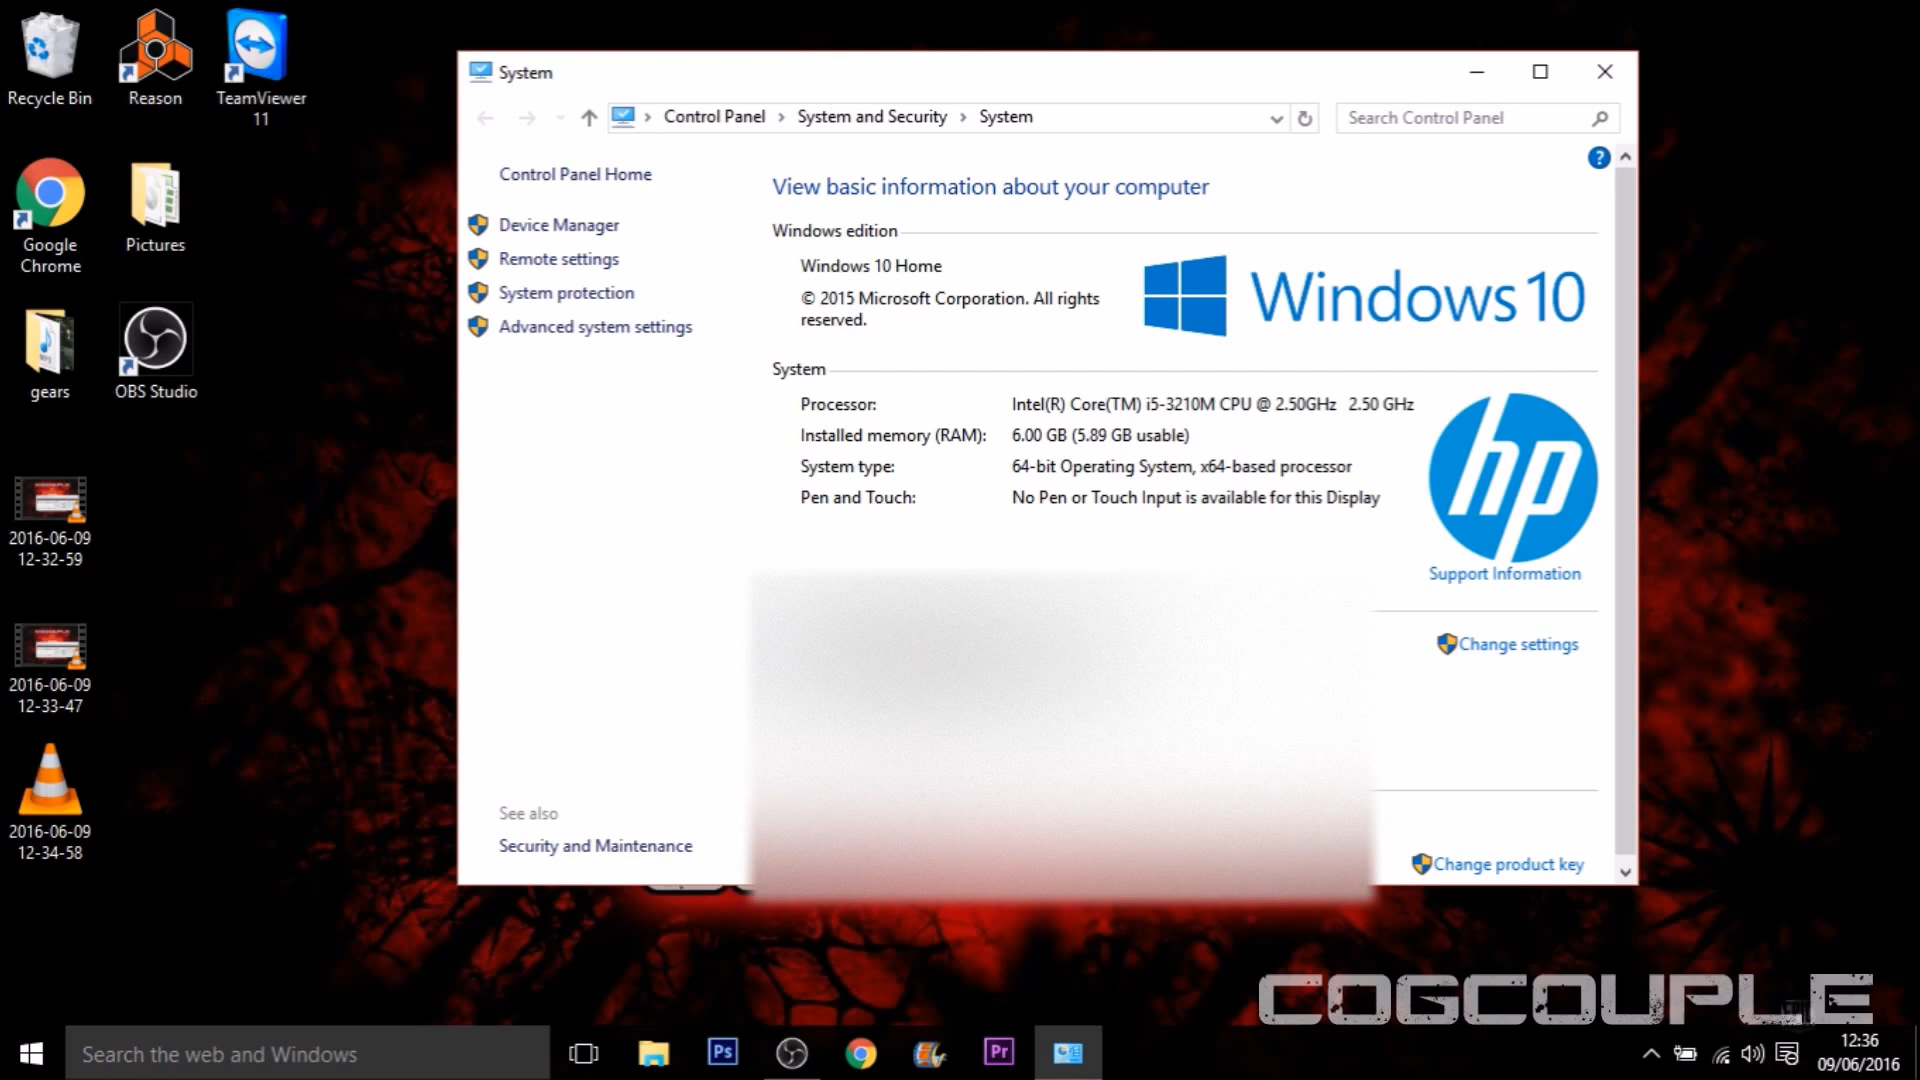 Recycle Bin
Reason
TeamViewer
11
Google
Chrome
Pictures
gears
OBS Studio
2016-06-09
12-32-59
2016-06-09
12-33-47
2016-06-09
12-34-58
System
Control Panel > System and Security > System
Search Control Panel
Control Panel Home
Device Manager
Remote settings
System protection
Advanced system settings
See also
Security and Maintenance
View basic information about your computer
Windows edition
Windows 10 Home
© 2015 Microsoft Corporation. All rights
reserved.
Windows 10
System
Processor: Intel(R) Core(TM) i5-3210M CPU @ 2.50GHz 2.50 GHz
Installed memory (RAM): 6.00 GB (5.89 GB usable)
System type: 64-bit Operating System, x64-based processor
Pen and Touch: No Pen or Touch Input is available for this Display
hp
Support Information
Change settings
Change product key
COGCOUPLE
Search the web and Windows
Ps
Pr
12:36
09/06/2016